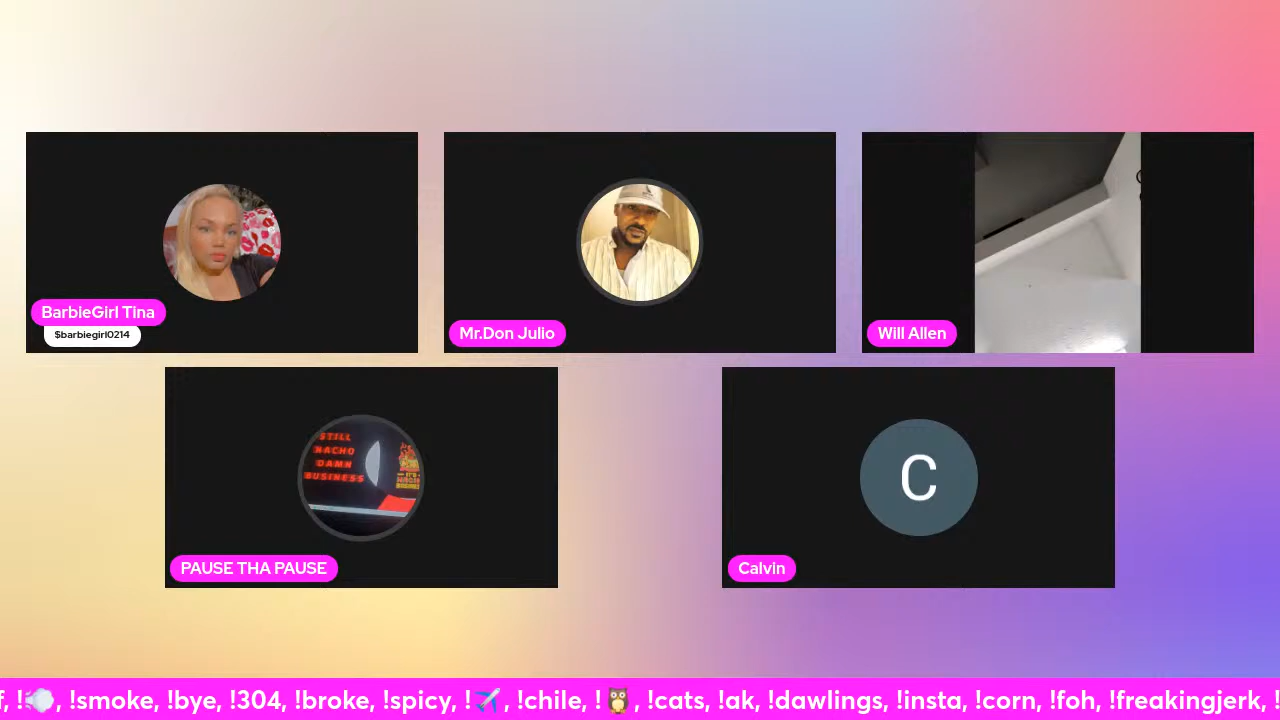 BarbieGirl Tina
$barbiegirl0214
Mr.Don Julio
Will Allen
STILL
NACHO
DAMN
BUSINESS
PAUSE THA PAUSE
C
Calvin
f, !💨, !smoke, !bye, !304, !broke, !spicy, !✈️, !chile, !🦉, !cats, !ak, !dawlings, !insta, !corn, !foh, !freakingjerk, !